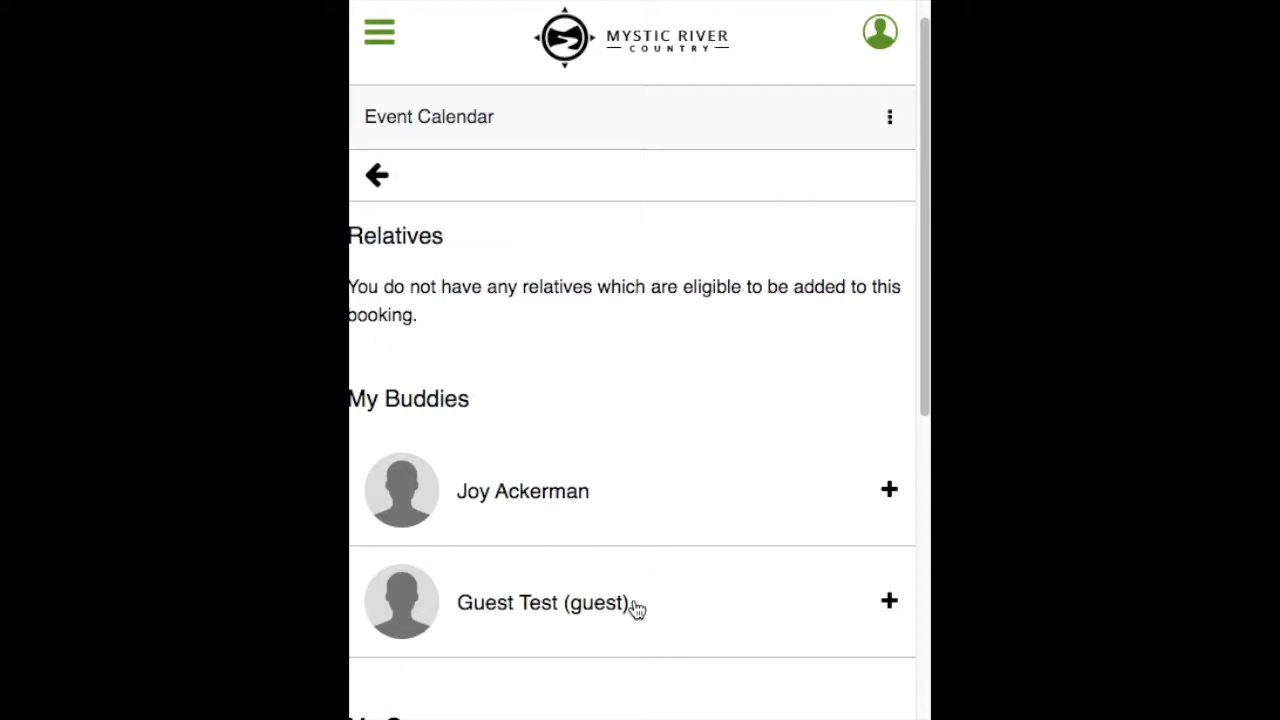 MYSTIC RIVER
COUNTRY
Event Calendar
Relatives
You do not have any relatives which are eligible to be added to this
booking.
My Buddies
Joy Ackerman
Guest Test (guest)